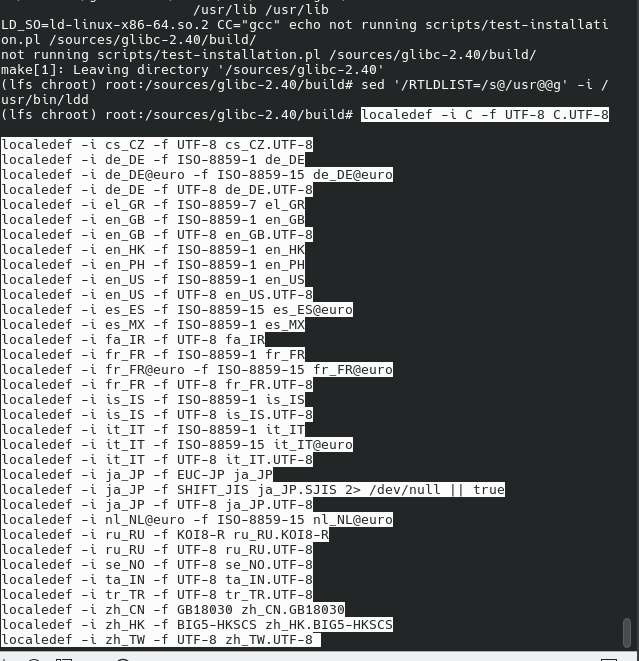 /usr/lib /usr/lib
LD_SO=ld-linux-x86-64.so.2 CC="gcc" echo not running scripts/test-installati
on.pl /sources/glibc-2.40/build/
not running scripts/test-installation.pl /sources/glibc-2.40/build/
make[1]: Leaving directory '/sources/glibc-2.40'
(lfs chroot) root:/sources/glibc-2.40/build# sed '/RTLDLIST=/s@/usr@@g' -i /
usr/bin/ldd
(lfs chroot) root:/sources/glibc-2.40/build# localedef -i C -f UTF-8 C.UTF-8
localedef -i cs_CZ -f UTF-8 cs_CZ.UTF-8
localedef -i de_DE -f ISO-8859-1 de_DE
localedef -i de_DE@euro -f ISO-8859-15 de_DE@euro
localedef -i de_DE -f UTF-8 de_DE.UTF-8
localedef -i el_GR -f ISO-8859-7 el_GR
localedef -i en_GB -f ISO-8859-1 en_GB
localedef -i en_GB -f UTF-8 en_GB.UTF-8
localedef -i en_HK -f ISO-8859-1 en_HK
localedef -i en_PH -f ISO-8859-1 en_PH
localedef -i en_US -f ISO-8859-1 en_US
localedef -i en_US -f UTF-8 en_US.UTF-8
localedef -i es_ES -f ISO-8859-15 es_ES@euro
localedef -i es_MX -f ISO-8859-1 es_MX
localedef -i fa_IR -f UTF-8 fa_IR
localedef -i fr_FR -f ISO-8859-1 fr_FR
localedef -i fr_FR@euro -f ISO-8859-15 fr_FR@euro
localedef -i fr_FR -f UTF-8 fr_FR.UTF-8
localedef -i is_IS -f ISO-8859-1 is_IS
localedef -i is_IS -f UTF-8 is_IS.UTF-8
localedef -i it_IT -f ISO-8859-1 it_IT
localedef -i it_IT -f ISO-8859-15 it_IT@euro
localedef -i it_IT -f UTF-8 it_IT.UTF-8
localedef -i ja_JP -f EUC-JP ja_JP
localedef -i ja_JP -f SHIFT_JIS ja_JP.SJIS 2> /dev/null || true
localedef -i ja_JP -f UTF-8 ja_JP.UTF-8
localedef -i nl_NL@euro -f ISO-8859-15 nl_NL@euro
localedef -i ru_RU -f KOI8-R ru_RU.KOI8-R
localedef -i ru_RU -f UTF-8 ru_RU.UTF-8
localedef -i se_NO -f UTF-8 se_NO.UTF-8
localedef -i ta_IN -f UTF-8 ta_IN.UTF-8
localedef -i tr_TR -f UTF-8 tr_TR.UTF-8
localedef -i zh_CN -f GB18030 zh_CN.GB18030
localedef -i zh_HK -f BIG5-HKSCS zh_HK.BIG5-HKSCS
localedef -i zh_TW -f UTF-8 zh_TW.UTF-8